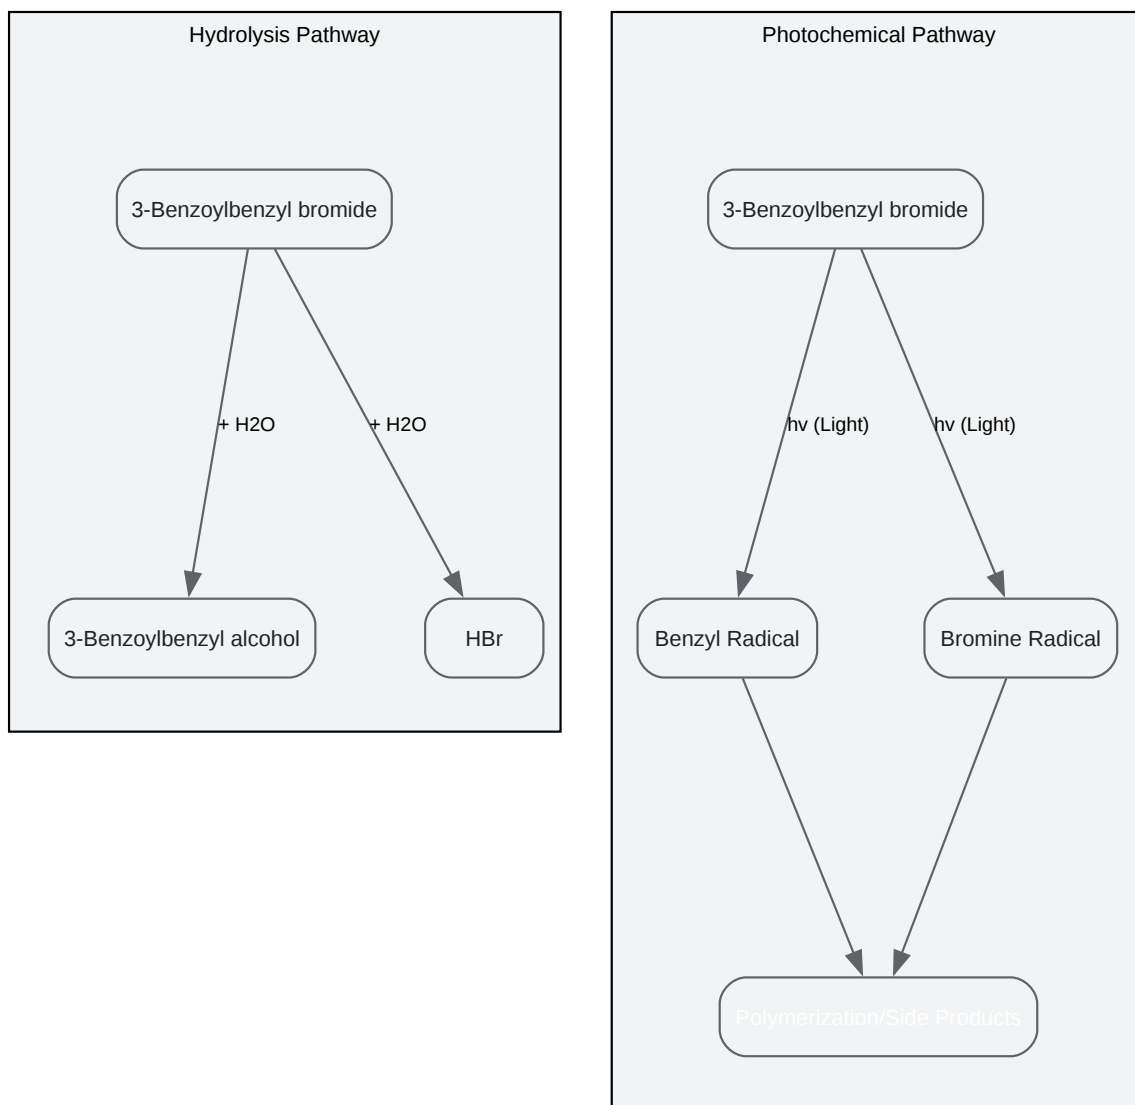 Hydrolysis Pathway
3-Benzoylbenzyl bromide
+ H2O
+ H2O
3-Benzoylbenzyl alcohol
HBr
Photochemical Pathway
3-Benzoylbenzyl bromide
hv (Light)
hv (Light)
Benzyl Radical
Bromine Radical
Polymerization/Side Products